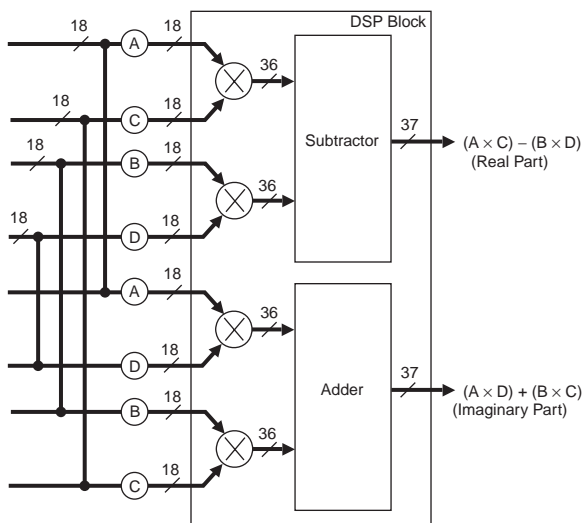 DSP Block
18
A
18
36
18
C
18
Subtractor
37
(A × C) – (B × D)
(Real Part)
18
B
18
36
18
D
18
A
18
36
D
18
Adder
37
(A × D) + (B × C)
(Imaginary Part)
B
18
36
C
18